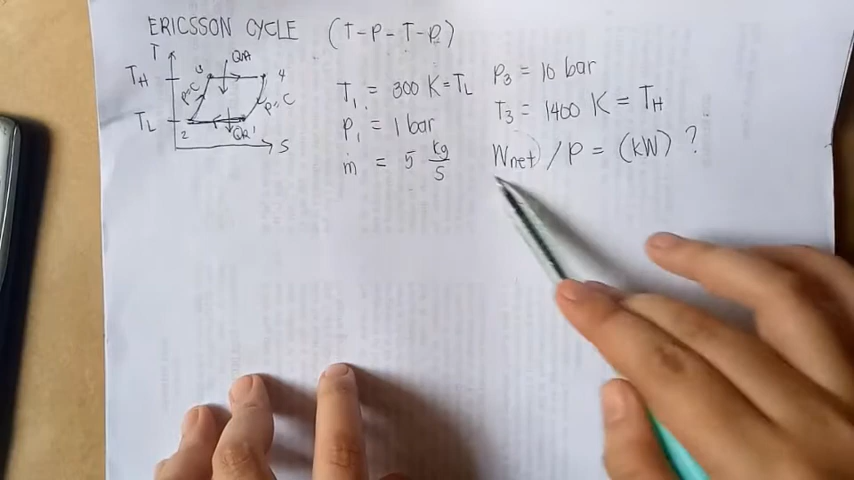 ERICSSON CYCLE (T-P-T-P)
T
QA
TH
3
4
P=C
P=C
TL
2
1
QR
S
T₁ = 300 K = TL
P₁ = 1 bar
ṁ = 5 kg/s
P₃ = 10 bar
T₃ = 1400 K = TH
Wnet / P = (kW) ?